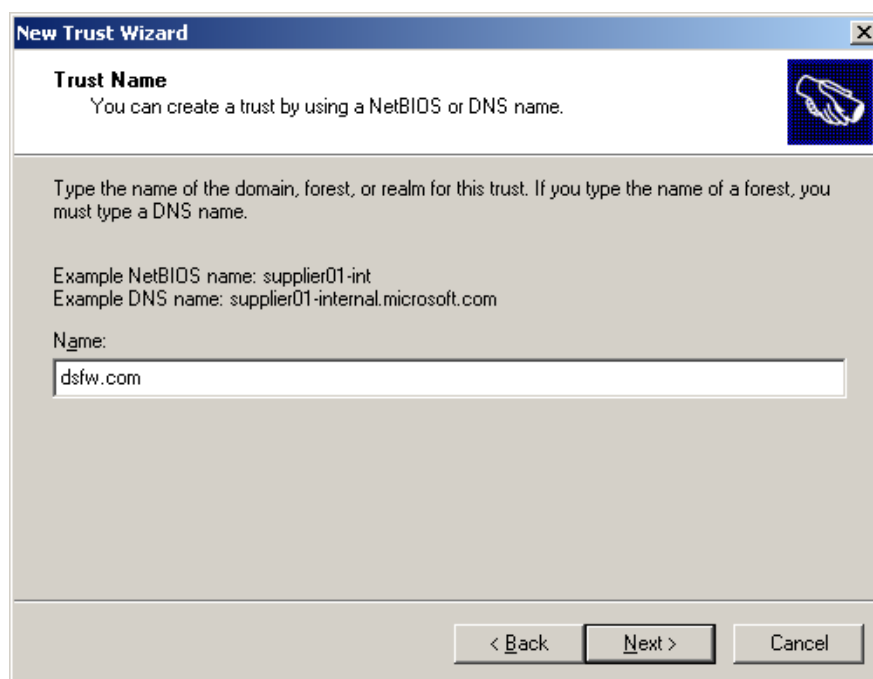 New Trust Wizard
Trust Name
You can create a trust by using a NetBIOS or DNS name.
Type the name of the domain, forest, or realm for this trust. If you type the name of a forest, you
must type a DNS name.
Example NetBIOS name: supplier01-int
Example DNS name: supplier01-internal.microsoft.com
Name:
dsfw.com
< Back
Next >
Cancel